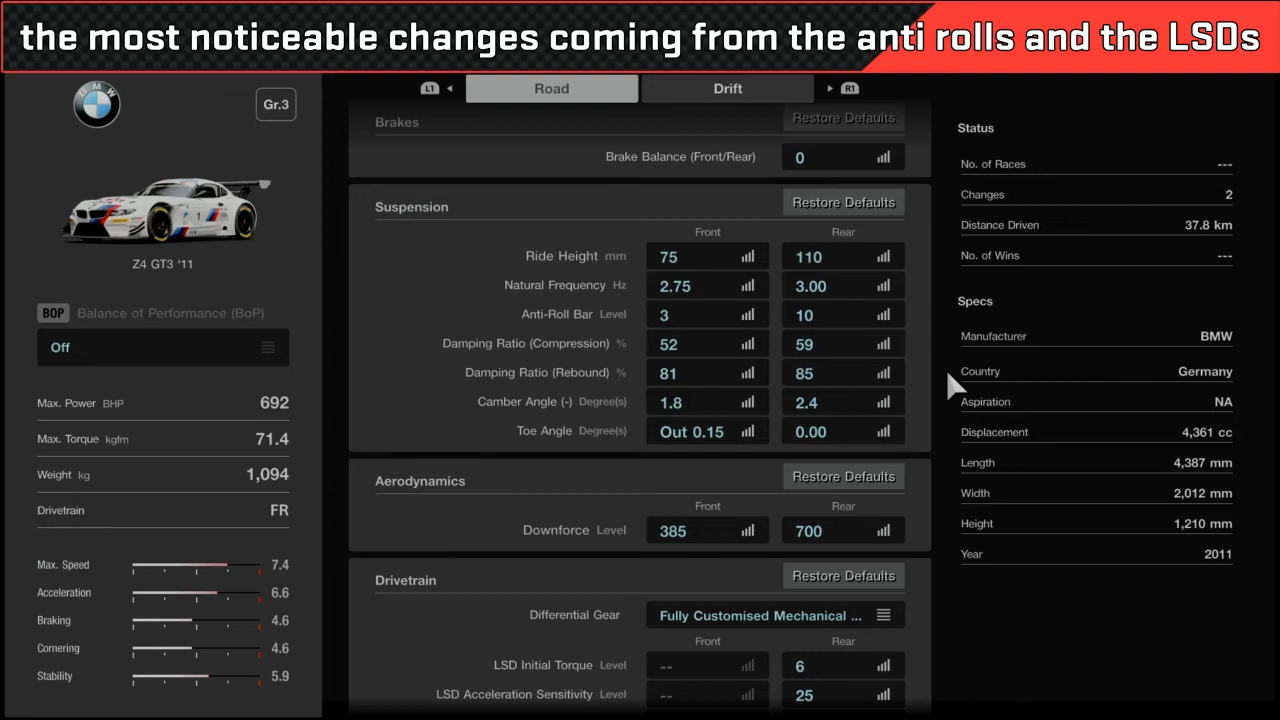 the most noticeable changes coming from the anti rolls and the LSDs
BMW
Gr.3
Z4 GT3 '11
BOP Balance of Performance (BoP)
Off
Max. Power BHP 692
Max. Torque kgfm 71.4
Weight kg 1,094
Drivetrain FR
Max. Speed 7.4
Acceleration 6.6
Braking 4.6
Cornering 4.6
Stability 5.9
L1 Road Drift R1
Brakes Restore Defaults
Brake Balance (Front/Rear) 0
Suspension Restore Defaults
Front Rear
Ride Height mm 75 110
Natural Frequency Hz 2.75 3.00
Anti-Roll Bar Level 3 10
Damping Ratio (Compression) % 52 59
Damping Ratio (Rebound) % 81 85
Camber Angle (-) Degree(s) 1.8 2.4
Toe Angle Degree(s) Out 0.15 0.00
Aerodynamics Restore Defaults
Front Rear
Downforce Level 385 700
Drivetrain Restore Defaults
Differential Gear Fully Customised Mechanical ...
Front Rear
LSD Initial Torque Level -- 6
LSD Acceleration Sensitivity Level -- 25
Status
No. of Races ---
Changes 2
Distance Driven 37.8 km
No. of Wins ---
Specs
Manufacturer BMW
Country Germany
Aspiration NA
Displacement 4,361 cc
Length 4,387 mm
Width 2,012 mm
Height 1,210 mm
Year 2011